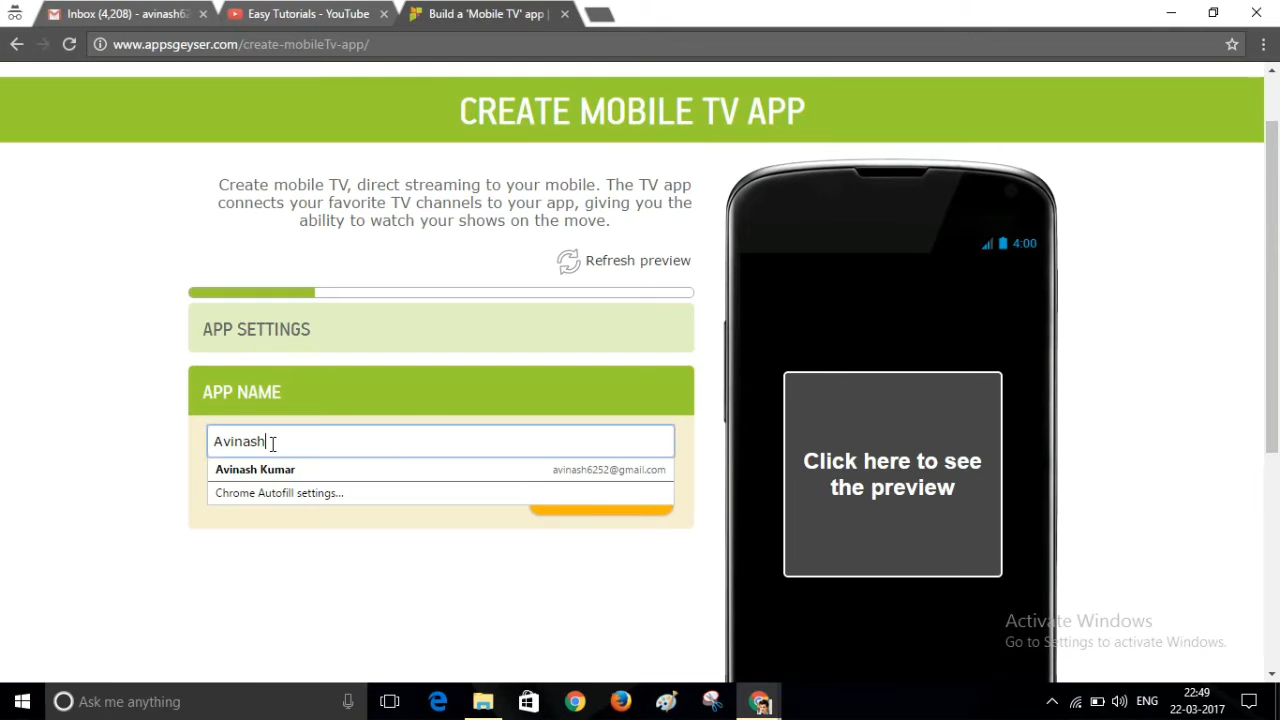 Inbox (4,208) - avinash62
Easy Tutorials - YouTube
Build a 'Mobile TV' app |
www.appsgeyser.com/create-mobileTv-app/
CREATE MOBILE TV APP
Create mobile TV, direct streaming to your mobile. The TV app
connects your favorite TV channels to your app, giving you the
ability to watch your shows on the move.
Refresh preview
4:00
APP SETTINGS
APP NAME
Avinash
Avinash Kumar avinash6252@gmail.com
Chrome Autofill settings...
Click here to see
the preview
Activate Windows
Go to Settings to activate Windows.
Ask me anything
ENG
22:49
22-03-2017